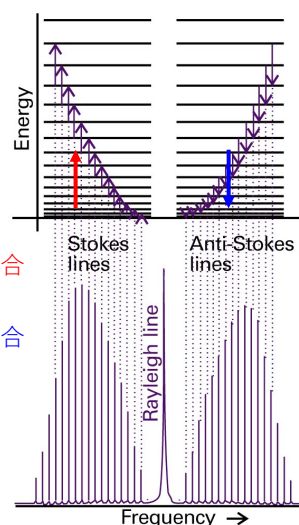 Energy
Stokes
lines
Anti-Stokes
lines
合
合
Rayleigh line
Frequency →